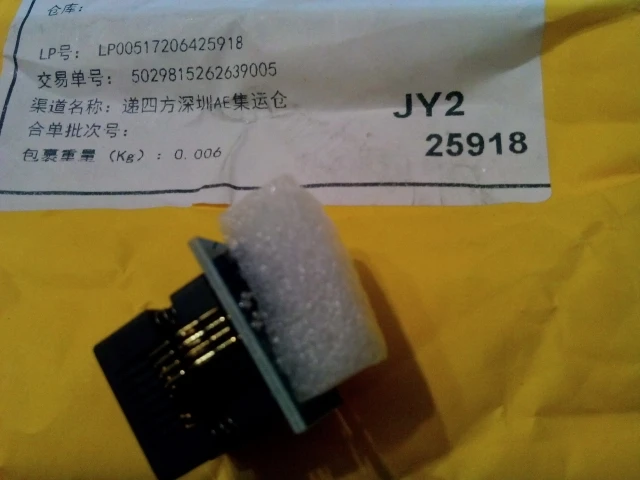 仓库:
LP号: LP00517206425918
交易单号: 5029815262639005
渠道名称: 递四方深圳AE集运仓
合单批次号:
包裹重量 (Kg) : 0.006
JY2
25918